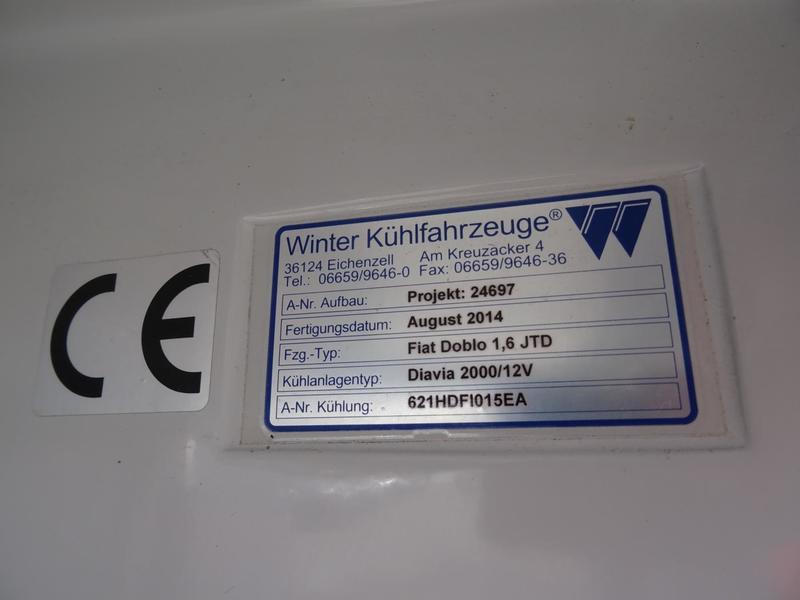 Winter Kühlfahrzeuge®
36124 Eichenzell Am Kreuzacker 4
Tel.: 06659/9646-0 Fax: 06659/9646-36
A-Nr. Aufbau: Projekt: 24697
Fertigungsdatum: August 2014
Fzg.-Typ: Fiat Doblo 1,6 JTD
Kühlanlagentyp: Diavia 2000/12V
A-Nr. Kühlung: 621HDFI015EA
CE